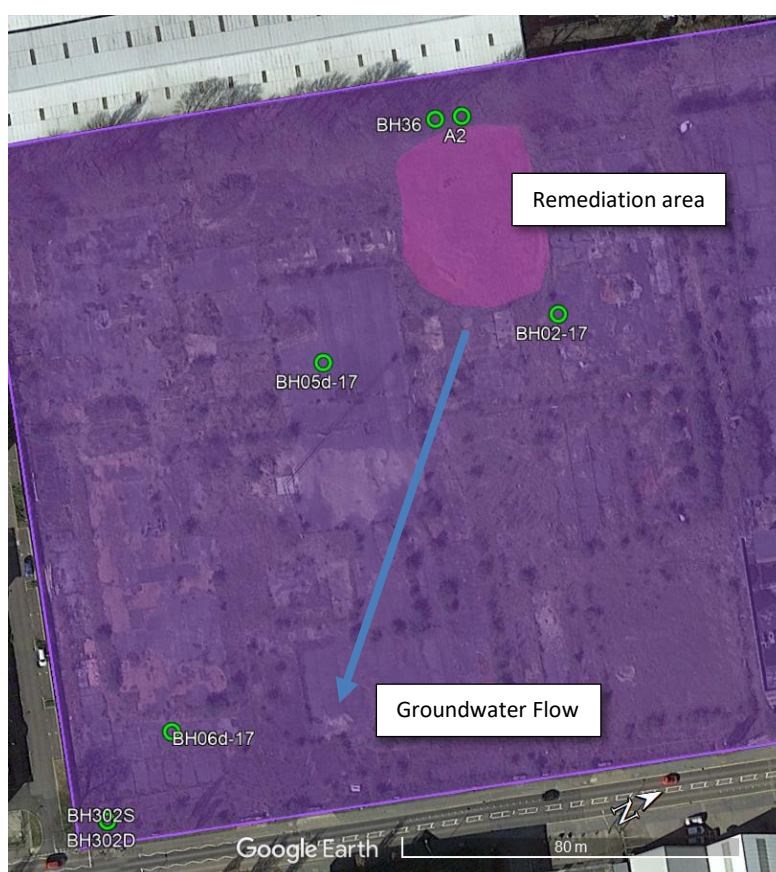 BH36
A2
Remediation area
BH02-17
BH05d-17
Groundwater Flow
BH06d-17
BH302S
BH302D
N
Google Earth
80 m